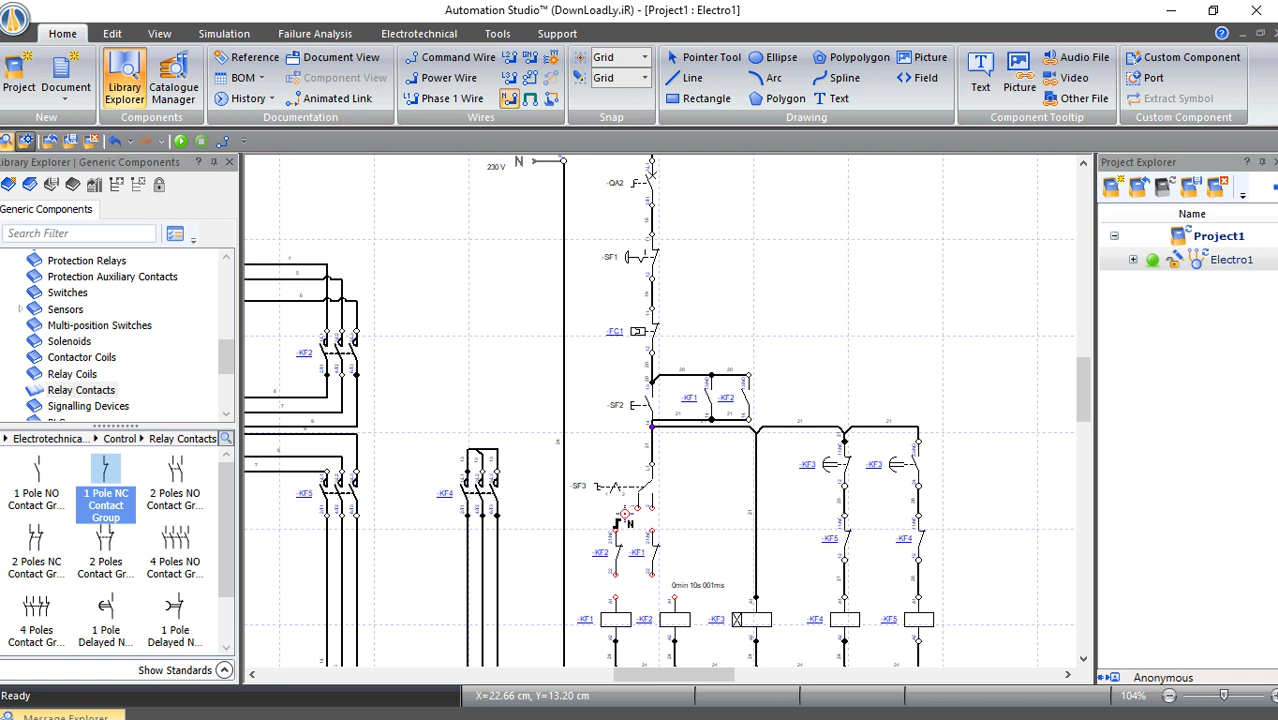 Automation Studio™ (DownLoadLy.iR) - [Project1 : Electro1]
Home Edit View Simulation Failure Analysis Electrotechnical Tools Support
Reference Document View Command Wire Grid Pointer Tool Ellipse Polypolygon Picture Audio File Custom Component
Project Document Library Explorer Catalogue Manager BOM Component View Power Wire Grid Line Arc Spline Field Text Picture Video Port
History Animated Link Phase 1 Wire Rectangle Polygon Text Other File Extract Symbol
New Components Documentation Wires Snap Drawing Component Tooltip Custom Component
Library Explorer | Generic Components
Generic Components
Search Filter
Protection Relays
Protection Auxiliary Contacts
Switches
Sensors
Multi-position Switches
Solenoids
Contactor Coils
Relay Coils
Relay Contacts
Signalling Devices
Electrotechnica... Control Relay Contacts
1 Pole NO Contact Gr...
1 Pole NC Contact Group
2 Poles NO Contact Gr...
2 Poles NC Contact Gr...
2 Poles Contact Gr...
4 Poles NO Contact Gr...
4 Poles Contact Gr...
1 Pole Delayed N...
1 Pole Delayed N...
Show Standards
230 V N
-QA2
-SF1
-FC1
-KF2
-SF2 -KF1 -KF2
-KF3 -KF3
-KF5 -KF4 -SF3
N
-KF2 -KF1 -KF5 -KF4
0min 10s 001ms
-KF1 -KF2 -KF3 -KF4 -KF5
Project Explorer
Name
Project1
Electro1
Anonymous
Ready X=22.66 cm, Y=13.20 cm 104%
Message Explorer